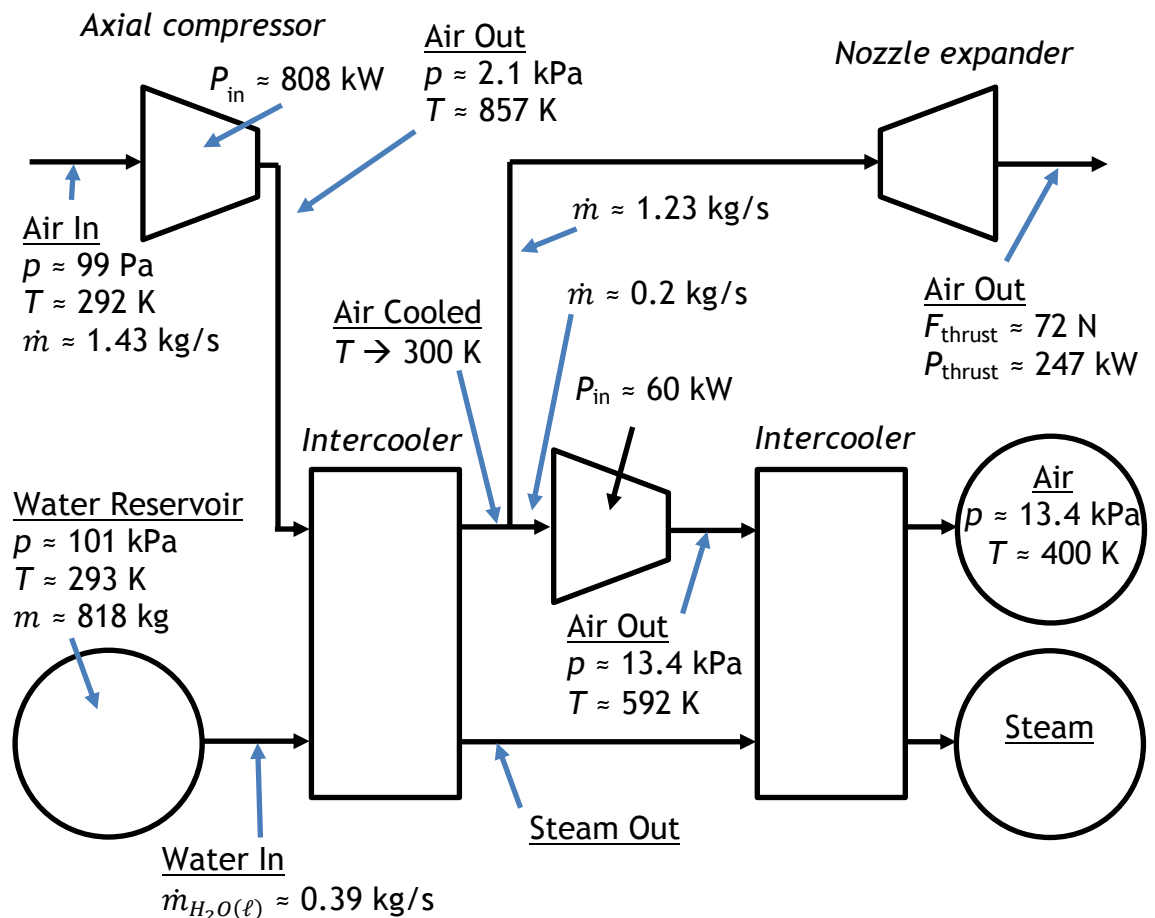 Axial compressor
P_in ≈ 808 kW
Air Out
p ≈ 2.1 kPa
T ≈ 857 K
Nozzle expander
Air In
p ≈ 99 Pa
T ≈ 292 K
ṁ ≈ 1.43 kg/s
ṁ ≈ 1.23 kg/s
ṁ ≈ 0.2 kg/s
Air Cooled
T → 300 K
Air Out
F_thrust ≈ 72 N
P_thrust ≈ 247 kW
P_in ≈ 60 kW
Intercooler
Intercooler
Water Reservoir
p ≈ 101 kPa
T ≈ 293 K
m ≈ 818 kg
Air
p ≈ 13.4 kPa
T ≈ 400 K
Air Out
p ≈ 13.4 kPa
T ≈ 592 K
Steam
Steam Out
Water In
ṁ_H₂O(ℓ) ≈ 0.39 kg/s